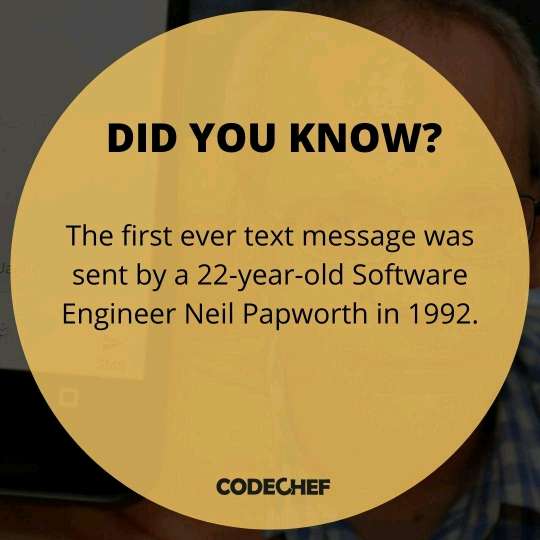 DID YOU KNOW?
The first ever text message was
sent by a 22-year-old Software
Engineer Neil Papworth in 1992.
CODECHEF